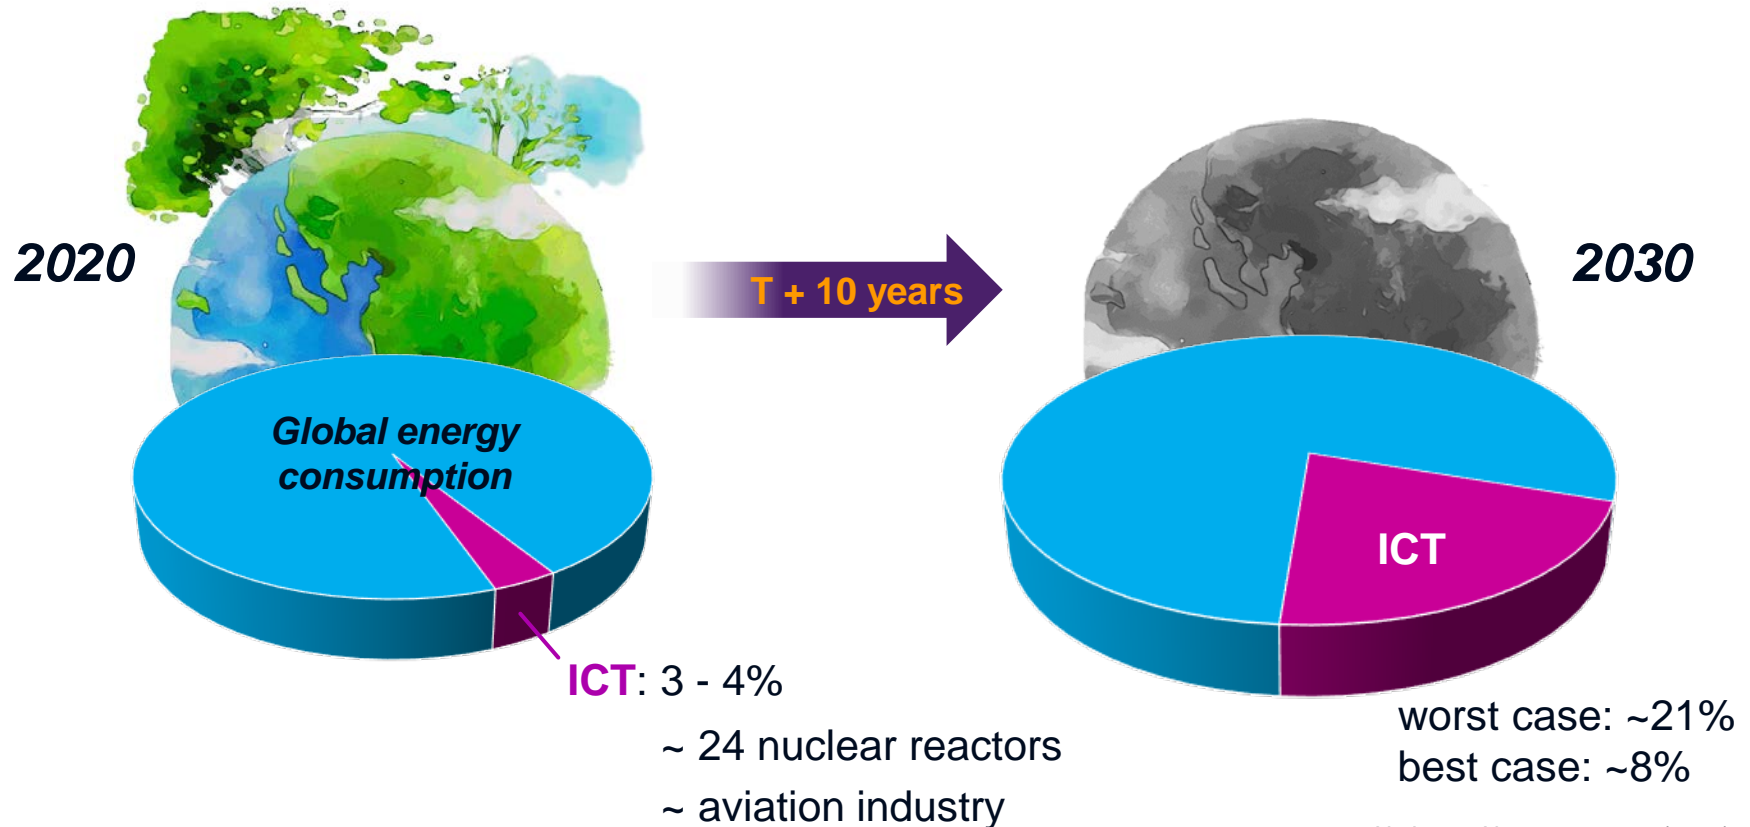 2020
T + 10 years
2030
Global energy
consumption
ICT: 3 - 4%
~ 24 nuclear reactors
~ aviation industry
ICT
worst case: ~21%
best case: ~8%